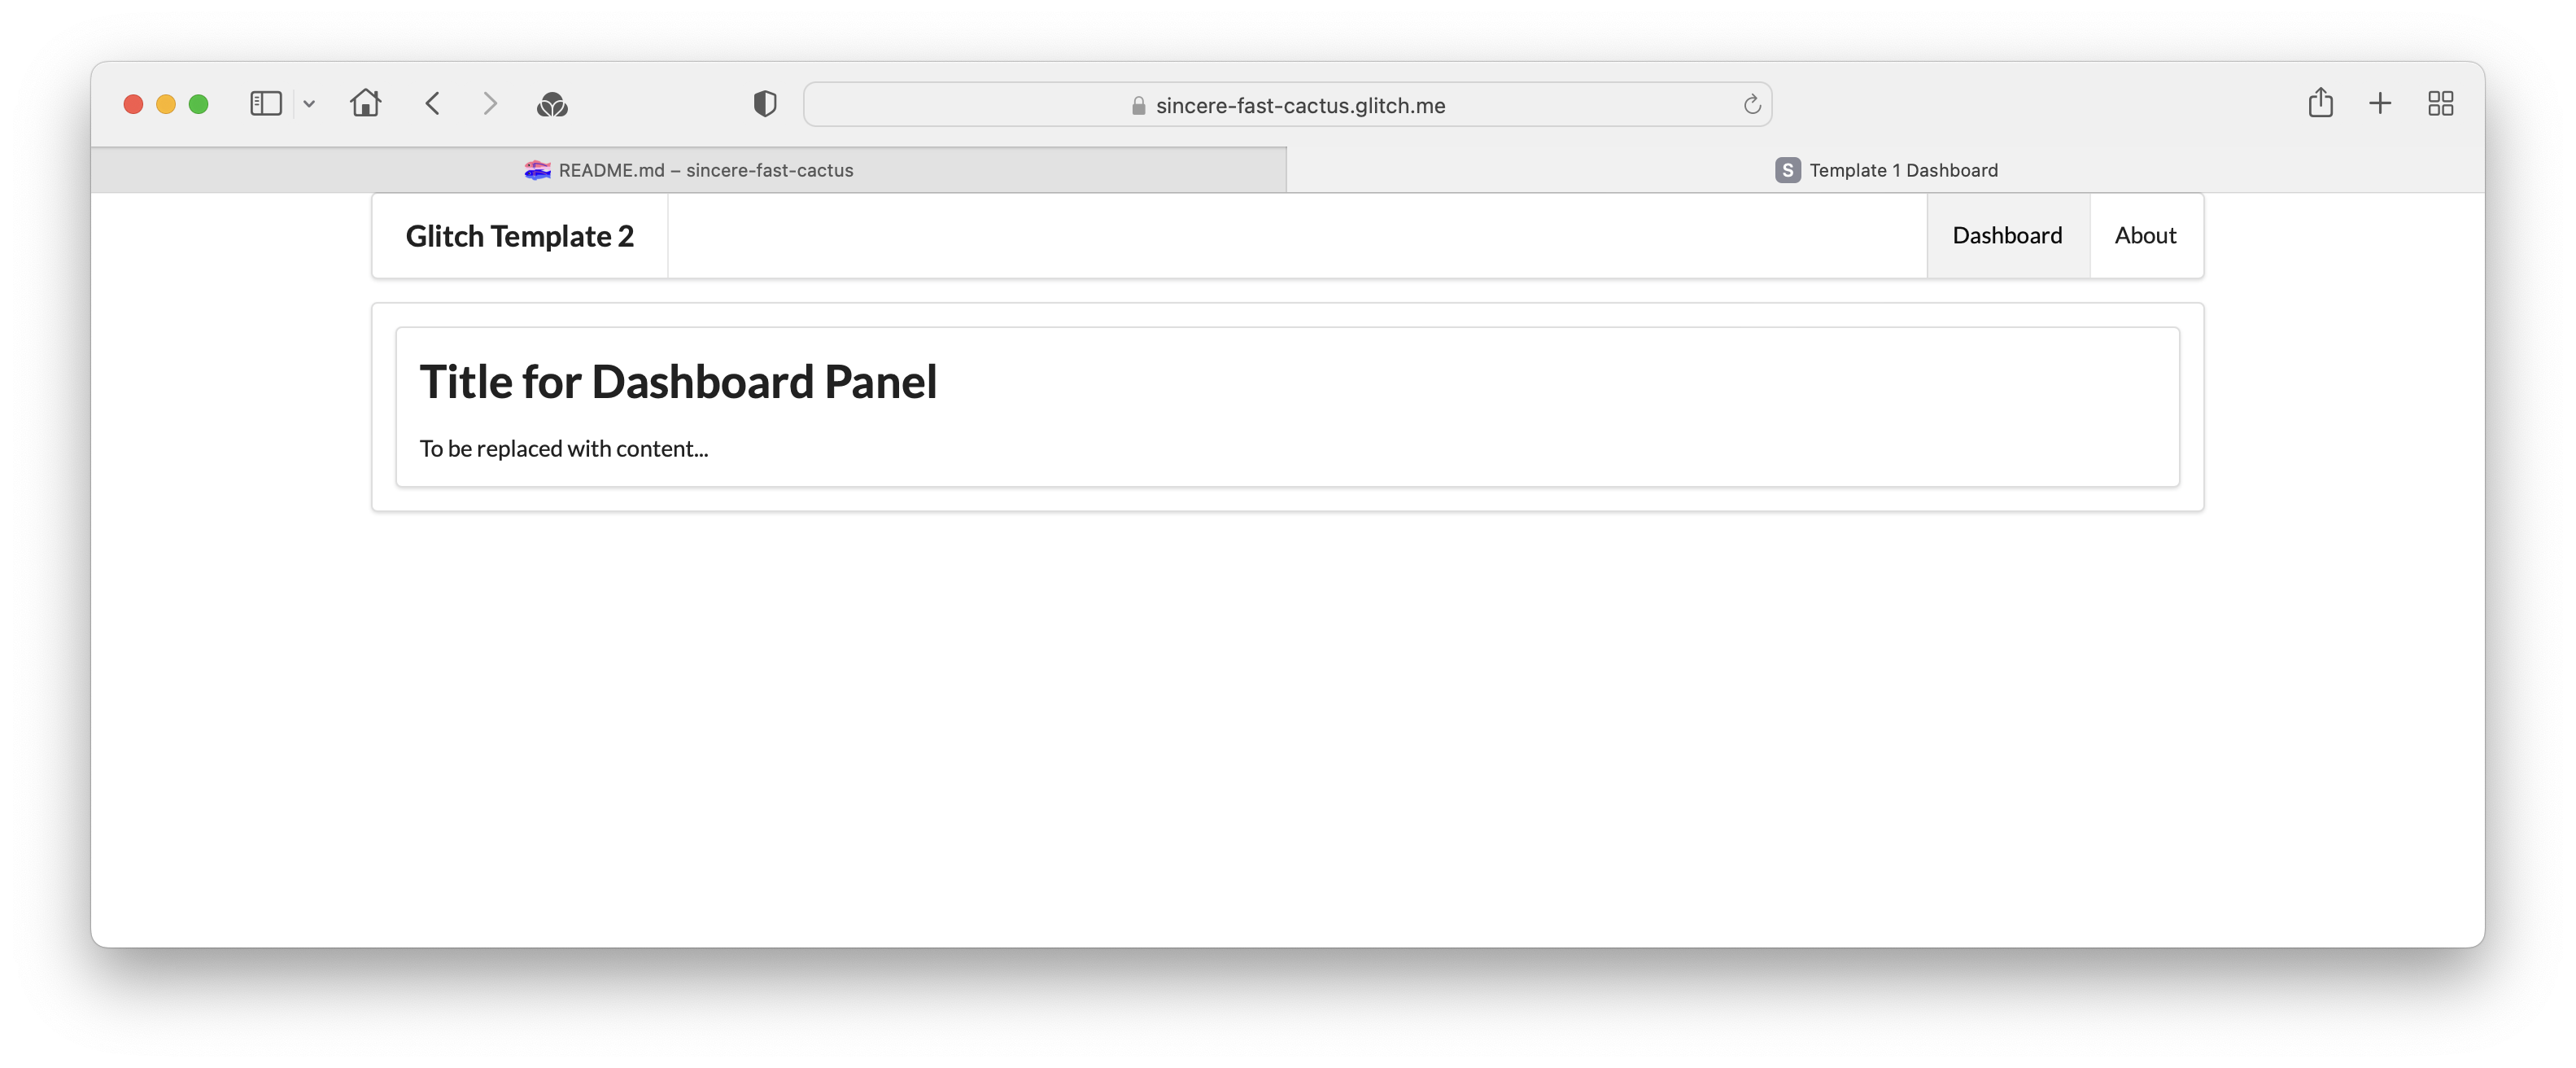 sincere-fast-cactus.glitch.me
README.md – sincere-fast-cactus
S Template 1 Dashboard
Glitch Template 2
Dashboard
About
Title for Dashboard Panel
To be replaced with content...